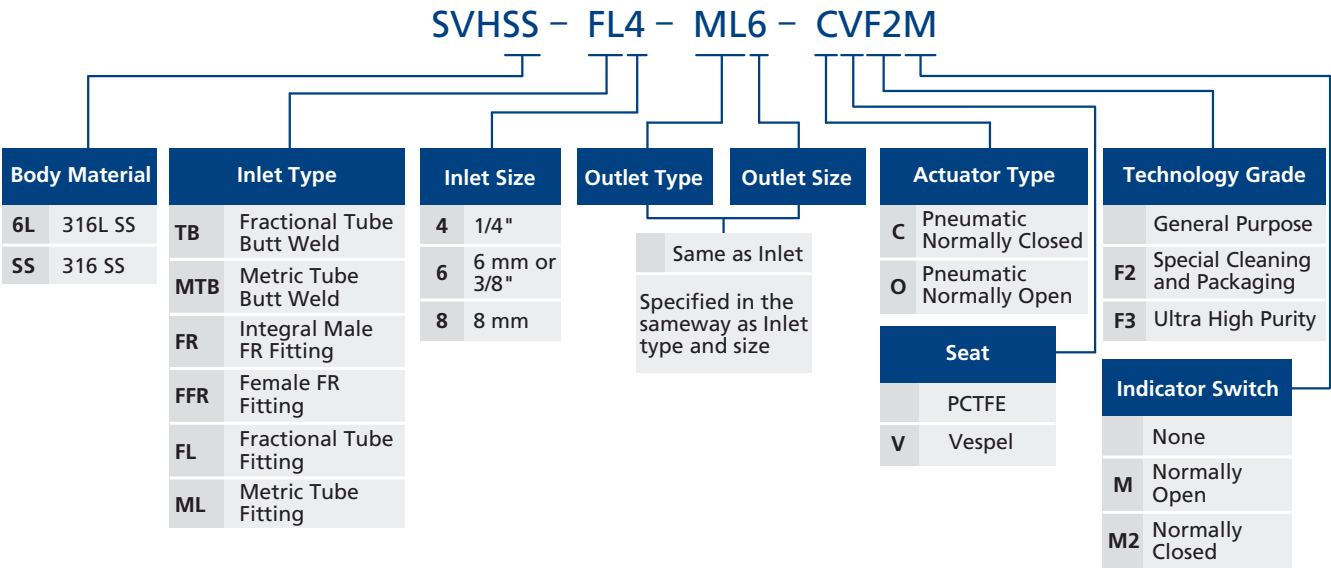 SVHSS – FL4 – ML6 – CVF2M
Body Material
6L 316L SS
SS 316 SS
Inlet Type
TB Fractional Tube
Butt Weld
MTB Metric Tube
Butt Weld
FR Integral Male
FR Fitting
FFR Female FR
Fitting
FL Fractional Tube
Fitting
ML Metric Tube
Fitting
Inlet Size
4 1/4"
6 6 mm or
3/8"
8 8 mm
Outlet Type
Outlet Size
Same as Inlet
Specified in the
sameway as Inlet
type and size
Actuator Type
C Pneumatic
Normally Closed
O Pneumatic
Normally Open
Seat
PCTFE
V Vespel
Technology Grade
General Purpose
F2 Special Cleaning
and Packaging
F3 Ultra High Purity
Indicator Switch
None
M Normally
Open
M2 Normally
Closed